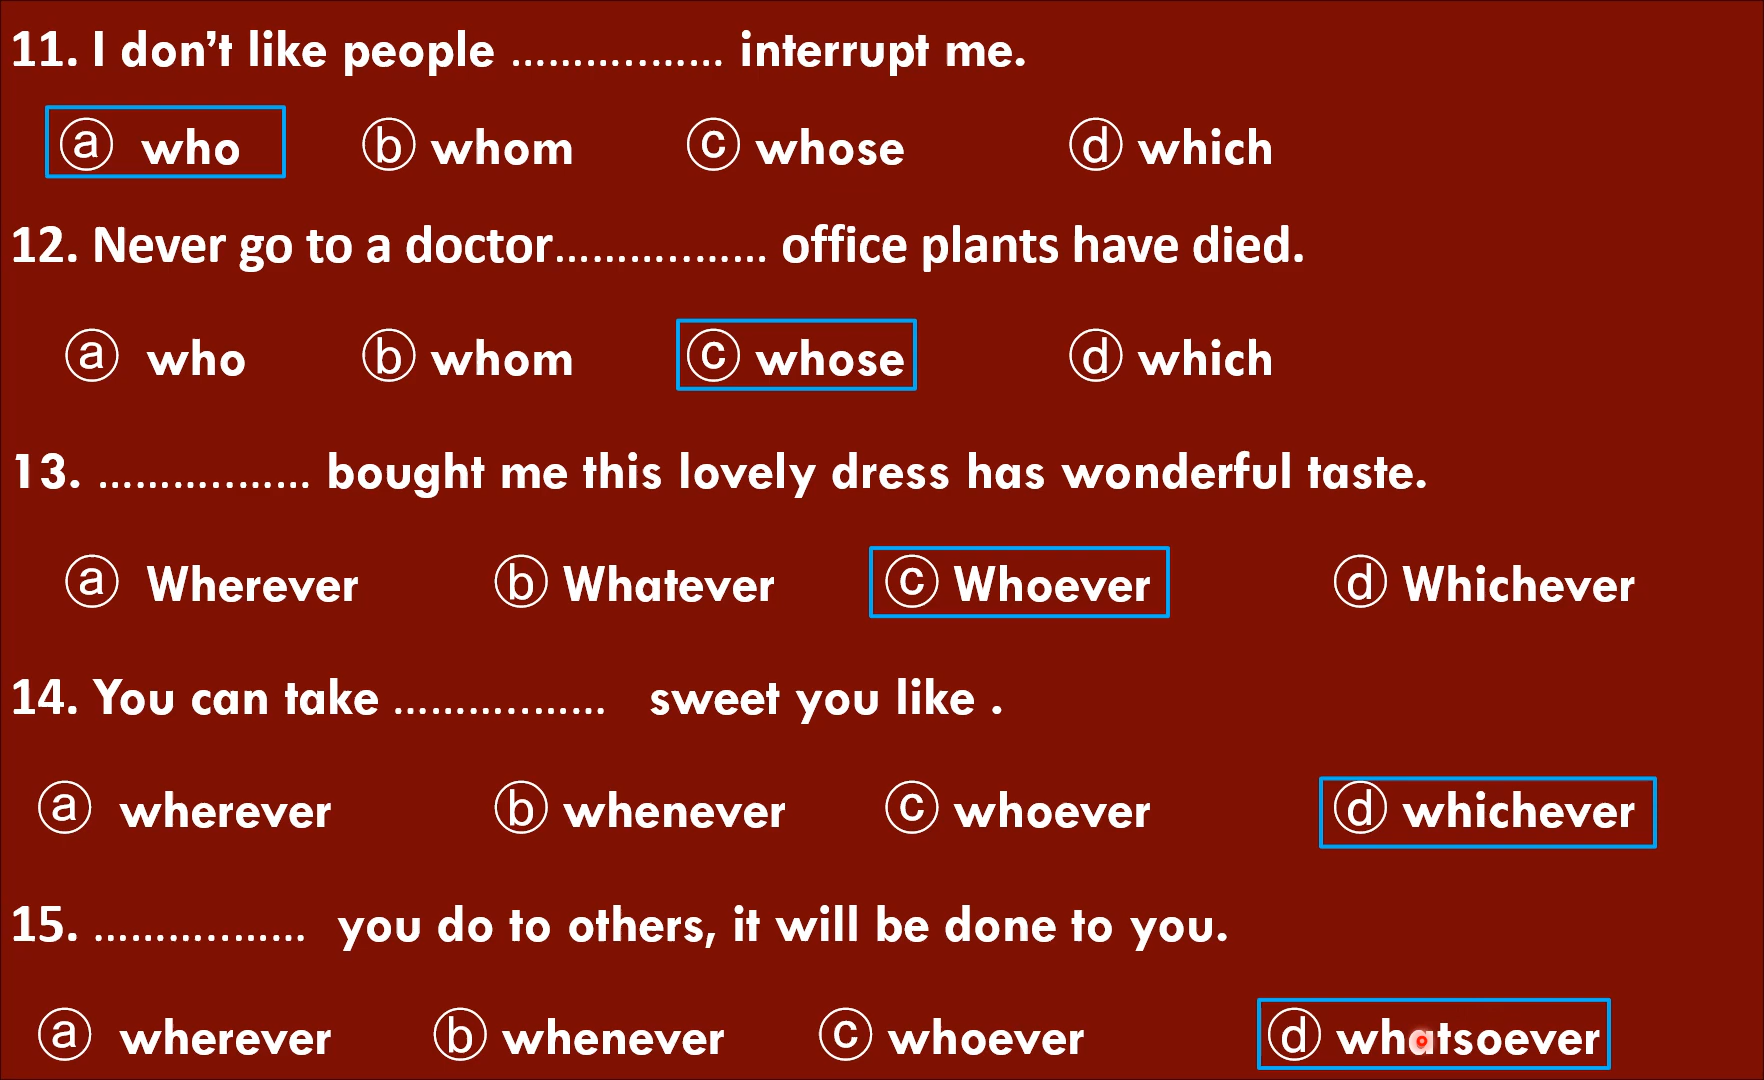 11. I don't like people .................... interrupt me.
ⓐ who ⓑ whom ⓒ whose ⓓ which
12. Never go to a doctor.................... office plants have died.
ⓐ who ⓑ whom ⓒ whose ⓓ which
13. .................... bought me this lovely dress has wonderful taste.
ⓐ Wherever ⓑ Whatever ⓒ Whoever ⓓ Whichever
14. You can take .................... sweet you like .
ⓐ wherever ⓑ whenever ⓒ whoever ⓓ whichever
15. .................... you do to others, it will be done to you.
ⓐ wherever ⓑ whenever ⓒ whoever ⓓ whatsoever